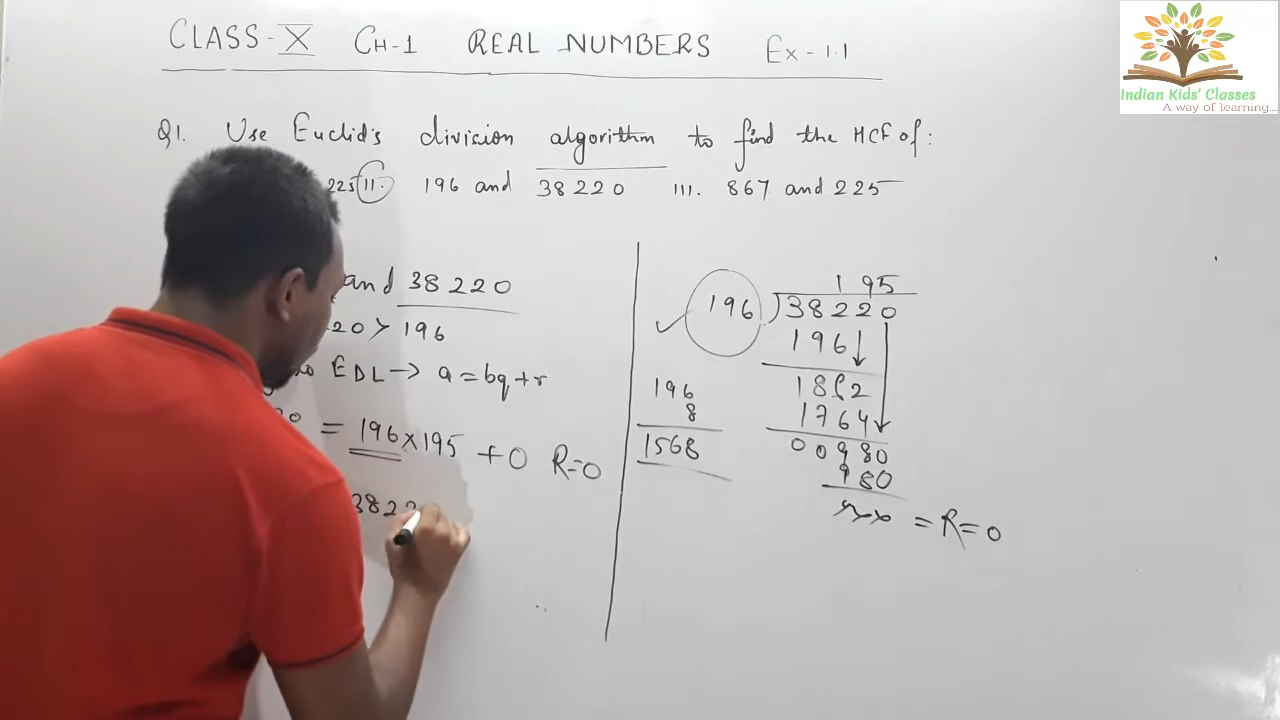 CLASS-X CH-1 REAL NUMBERS Ex-1.1
Indian Kids' Classes
A way of learning....
Q1. Use Euclid's division algorithm to find the HCF of:
225 II. 196 and 38220 III. 867 and 225
and 38220
20 > 196
EDL → a = bq + r
= 196 × 195 + 0 R=0
3822
195
196 ) 38220
196
1862
1764
00980
980
xxx = R = 0
196
8
1568